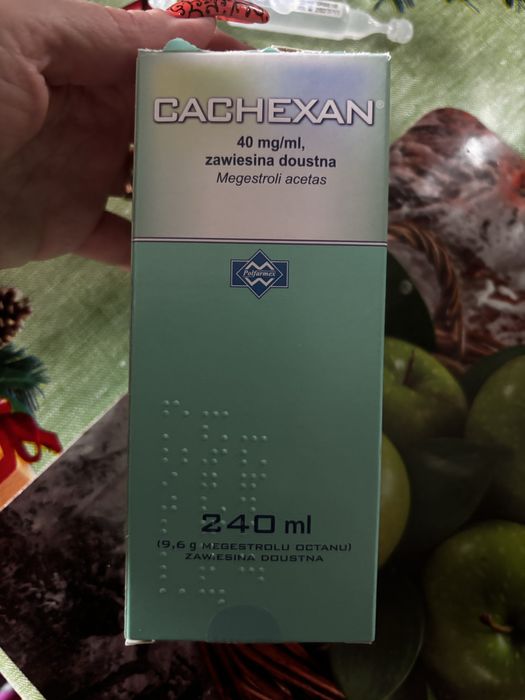 CACHEXAN®
40 mg/ml,
zawiesina doustna
Megestroli acetas
Polfarmex
240 ml
(9,6 g MEGESTROLU OCTANU)
ZAWIESINA DOUSTNA